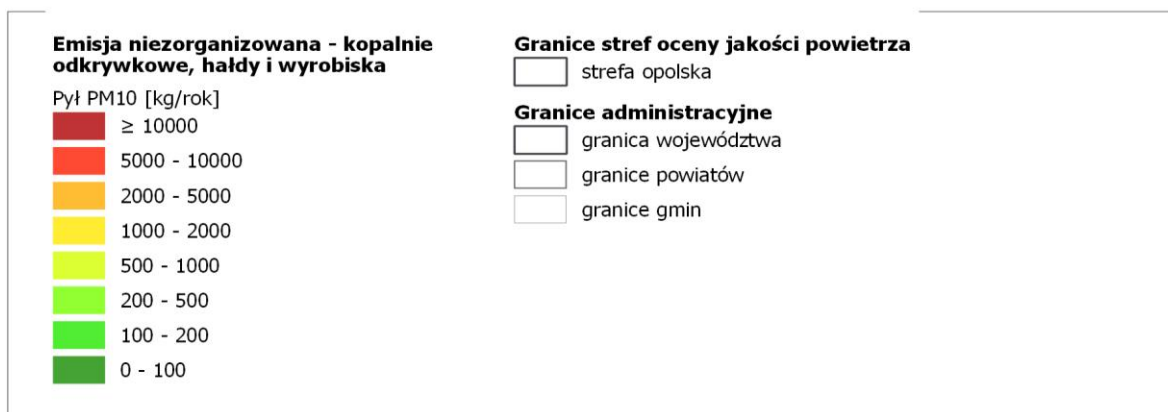 Emisja niezorganizowana - kopalnie
odkrywkowe, hałdy i wyrobiska
Pył PM10 [kg/rok]
≥ 10000
5000 - 10000
2000 - 5000
1000 - 2000
500 - 1000
200 - 500
100 - 200
0 - 100
Granice stref oceny jakości powietrza
strefa opolska
Granice administracyjne
granica województwa
granice powiatów
granice gmin